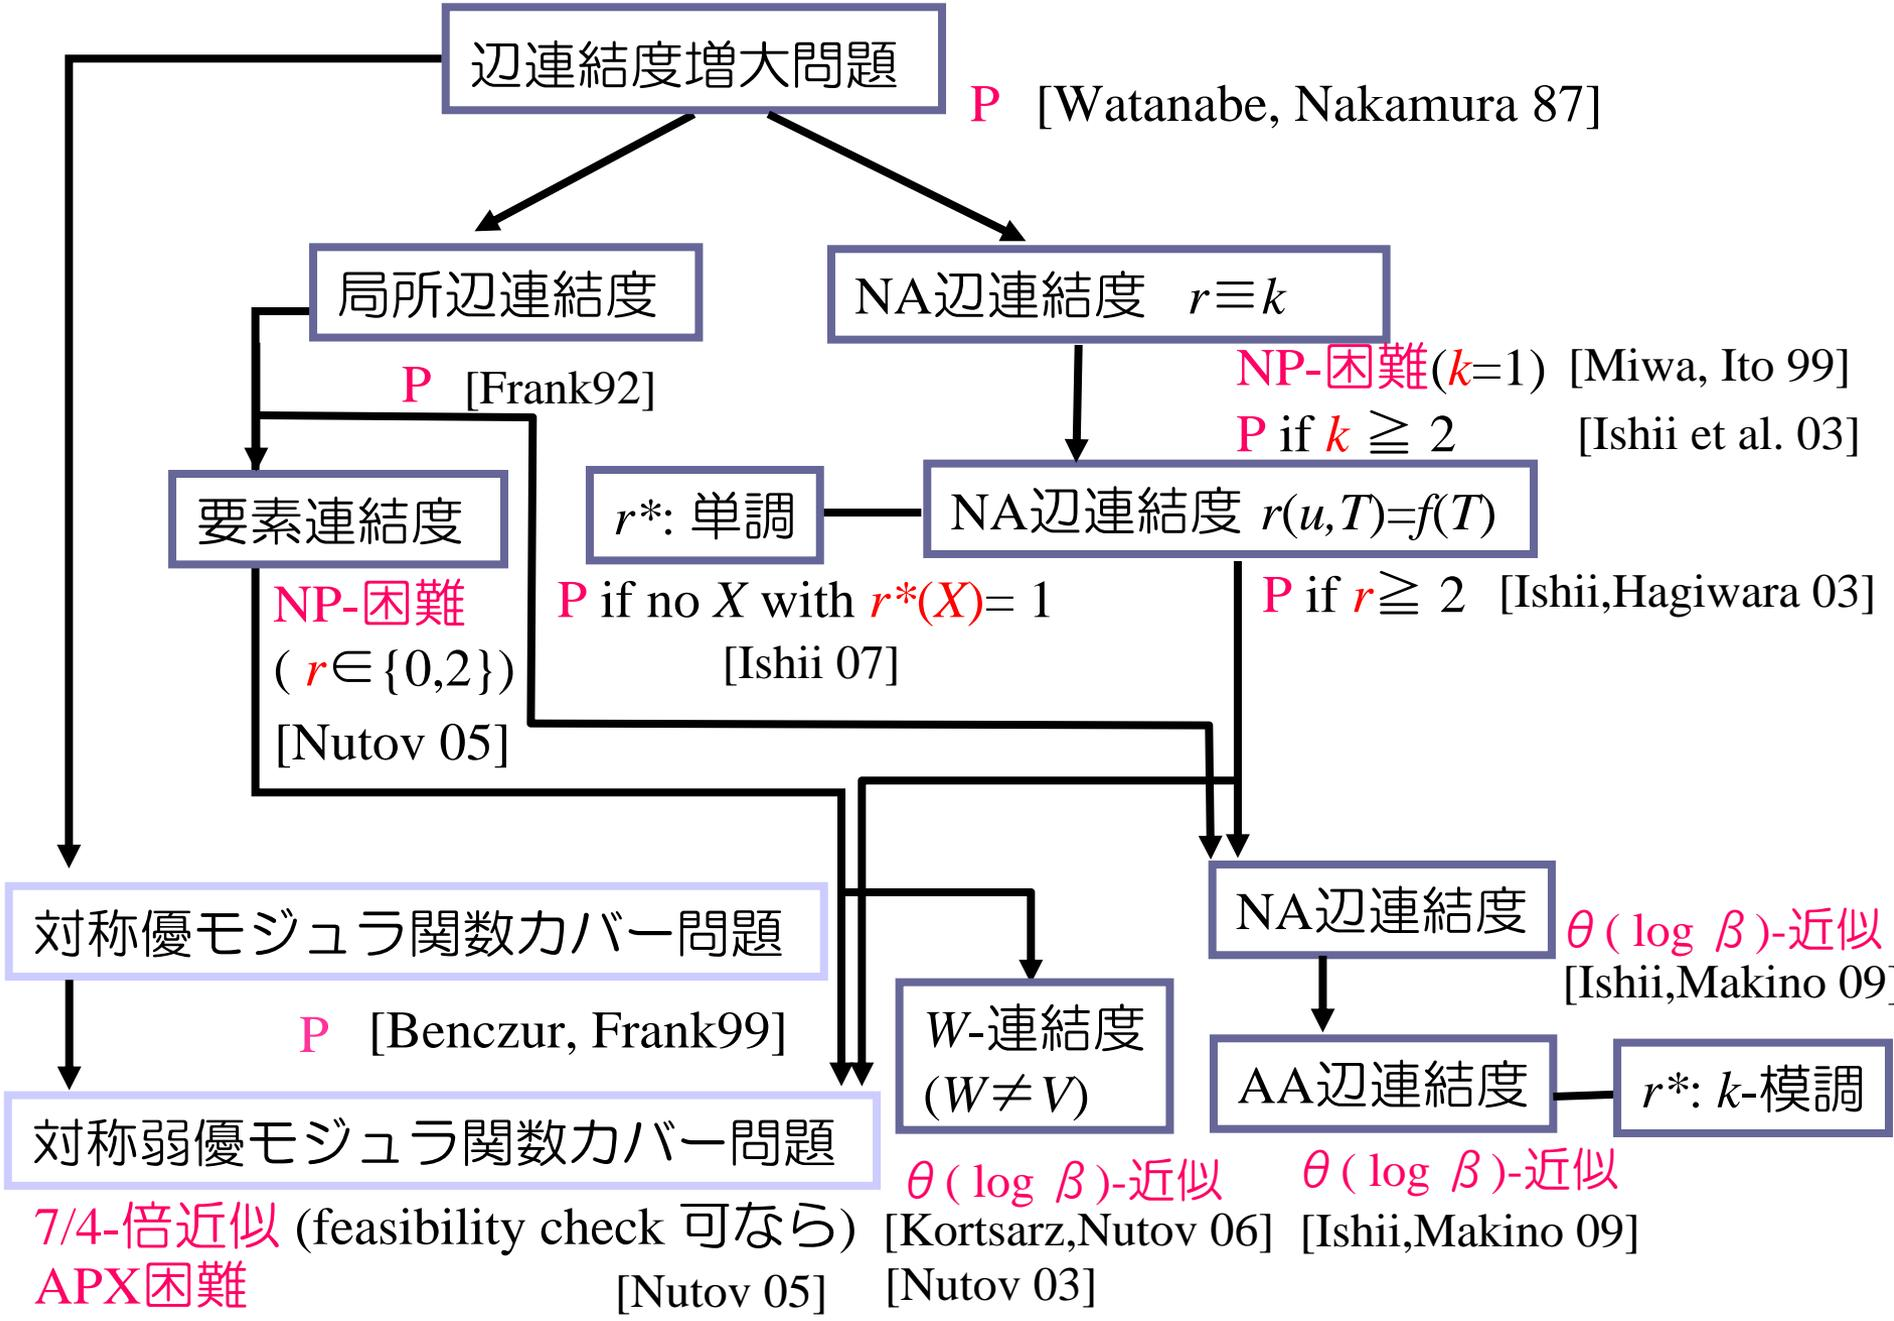 辺連結度増大問題
P [Watanabe, Nakamura 87]
局所辺連結度
NA辺連結度 r≡k
P [Frank92]
NP-困難(k=1) [Miwa, Ito 99]
P if k ≧ 2 [Ishii et al. 03]
要素連結度
r*: 単調
NA辺連結度 r(u,T)=f(T)
NP-困難
( r∈{0,2})
[Nutov 05]
P if no X with r*(X)= 1
[Ishii 07]
P if r≧ 2 [Ishii,Hagiwara 03]
対称優モジュラ関数カバー問題
NA辺連結度
θ( log β)-近似
[Ishii,Makino 09]
P [Benczur, Frank99]
W-連結度
(W≠V)
AA辺連結度
r*: k-模調
対称弱優モジュラ関数カバー問題
7/4-倍近似 (feasibility check 可なら)
APX困難
[Nutov 05]
θ( log β)-近似
[Kortsarz,Nutov 06]
[Nutov 03]
θ( log β)-近似
[Ishii,Makino 09]